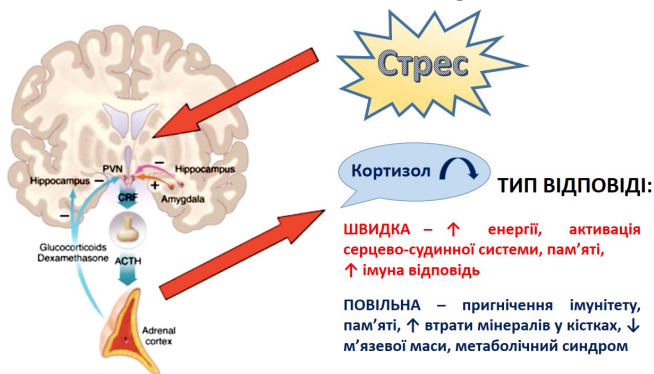 Стрес
PVN
Hippocampus
Hippocampus
–
–
+
–
CRF
Amygdala
Glucocorticoids
Dexamethasone
ACTH
Adrenal
cortex
Кортизол
ТИП ВІДПОВІДІ:
ШВИДКА – ↑ енергії, активація
серцево-судинної системи, пам’яті,
↑ імуна відповідь
ПОВІЛЬНА – пригнічення імунітету,
пам’яті, ↑ втрати мінералів у кістках, ↓
м’язевої маси, метаболічний синдром